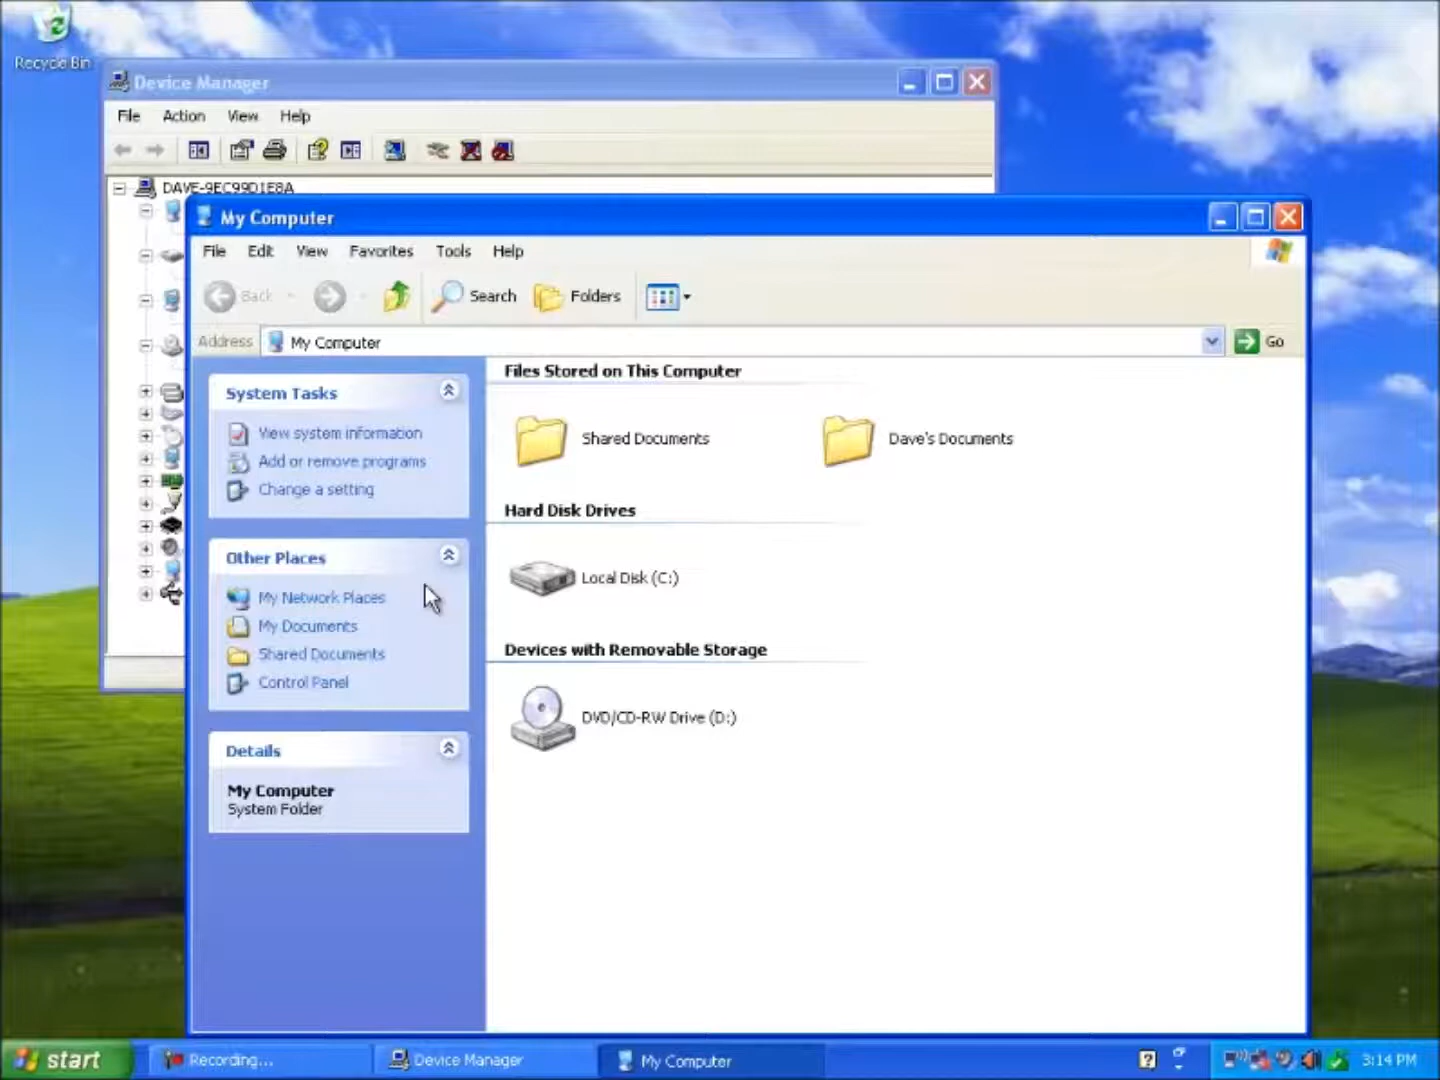 Recycle Bin
Device Manager
File Action View Help
DAVE-9EC99D1E8A
My Computer
File Edit View Favorites Tools Help
Back Search Folders
Address My Computer Go
System Tasks
View system information
Add or remove programs
Change a setting
Other Places
My Network Places
My Documents
Shared Documents
Control Panel
Details
My Computer
System Folder
Files Stored on This Computer
Shared Documents Dave's Documents
Hard Disk Drives
Local Disk (C:)
Devices with Removable Storage
DVD/CD-RW Drive (D:)
start Recording... Device Manager My Computer 3:14 PM